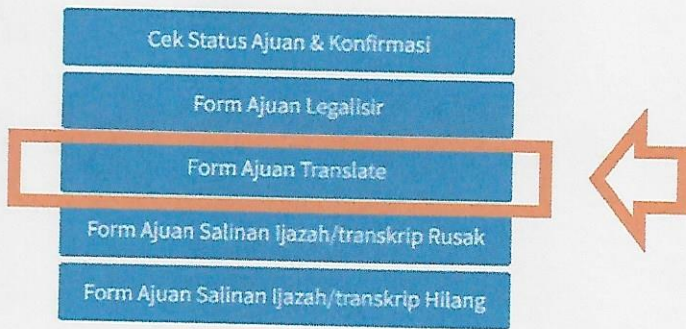 Cek Status Ajuan & Konfirmasi
Form Ajuan Legalisir
Form Ajuan Translate
Form Ajuan Salinan Ijazah/transkrip Rusak
Form Ajuan Salinan Ijazah/transkrip Hilang